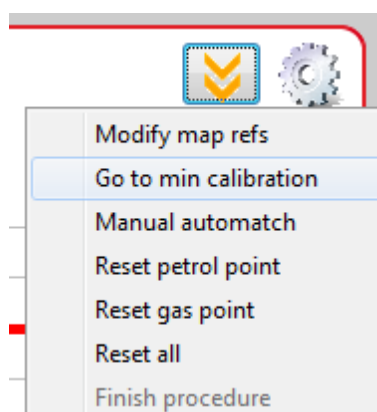 Modify map refs
Go to min calibration
Manual automatch
Reset petrol point
Reset gas point
Reset all
Finish procedure